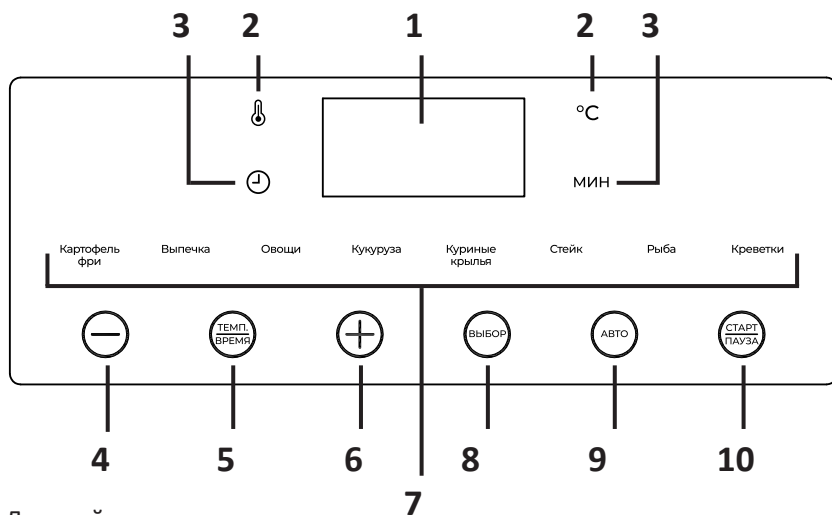 3 2 1 2 3
°C
МИН
Картофель фри Выпечка Овощи Кукуруза Куриные крылья Стейк Рыба Креветки
ТЕМП. ВРЕМЯ ВЫБОР АВТО СТАРТ ПАУЗА
4 5 6 8 9 10
7